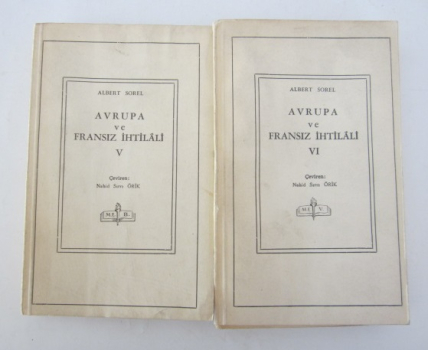 ALBERT SOREL
AVRUPA
ve
FRANSIZ İHTİLÂLİ
V
Çeviren:
Nahid Sırrı ÖRİK
M.E. B.
ALBERT SOREL
AVRUPA
ve
FRANSIZ İHTİLÂLİ
VI
Çeviren:
Nahid Sırrı ÖRİK
M.E. V.